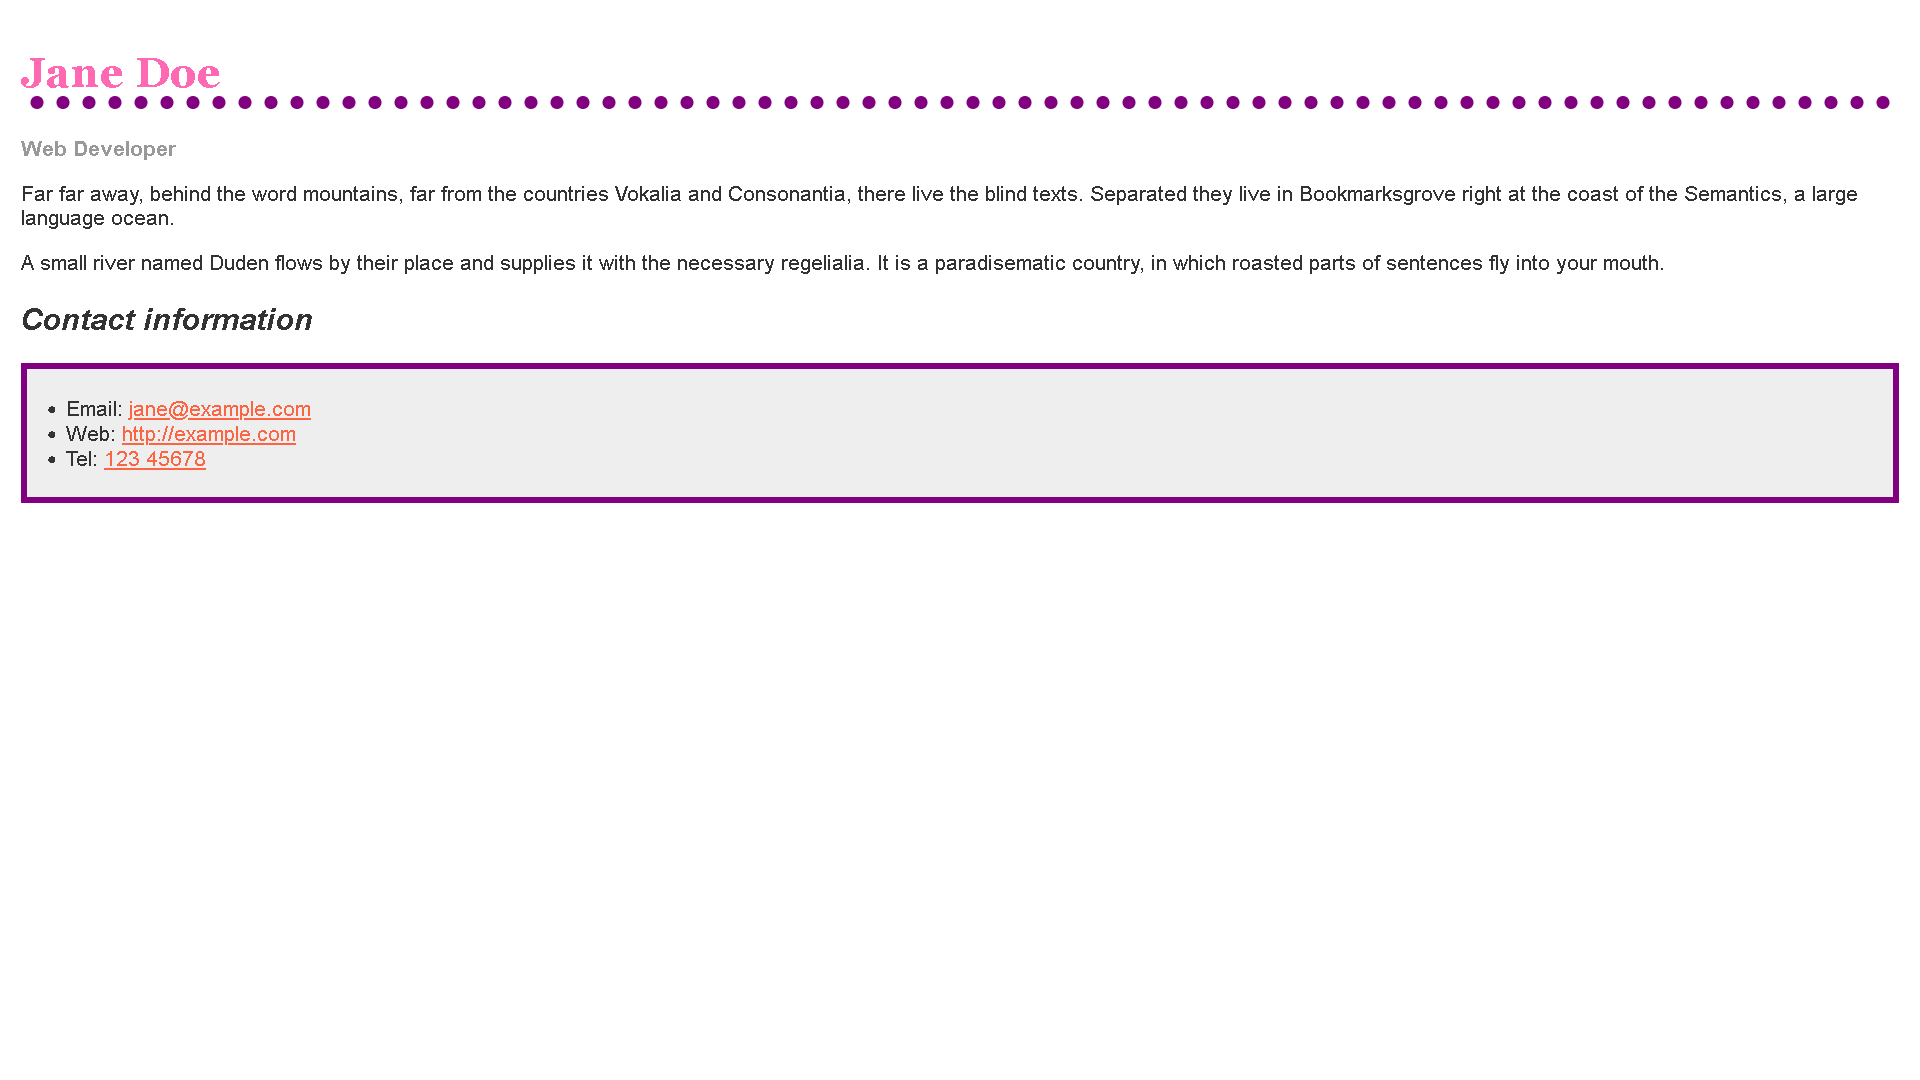 Jane Doe
Web Developer
Far far away, behind the word mountains, far from the countries Vokalia and Consonantia, there live the blind texts. Separated they live in Bookmarksgrove right at the coast of the Semantics, a large
language ocean.
A small river named Duden flows by their place and supplies it with the necessary regelialia. It is a paradisematic country, in which roasted parts of sentences fly into your mouth.
Contact information
Email: jane@example.com
Web: http://example.com
Tel: 123 45678